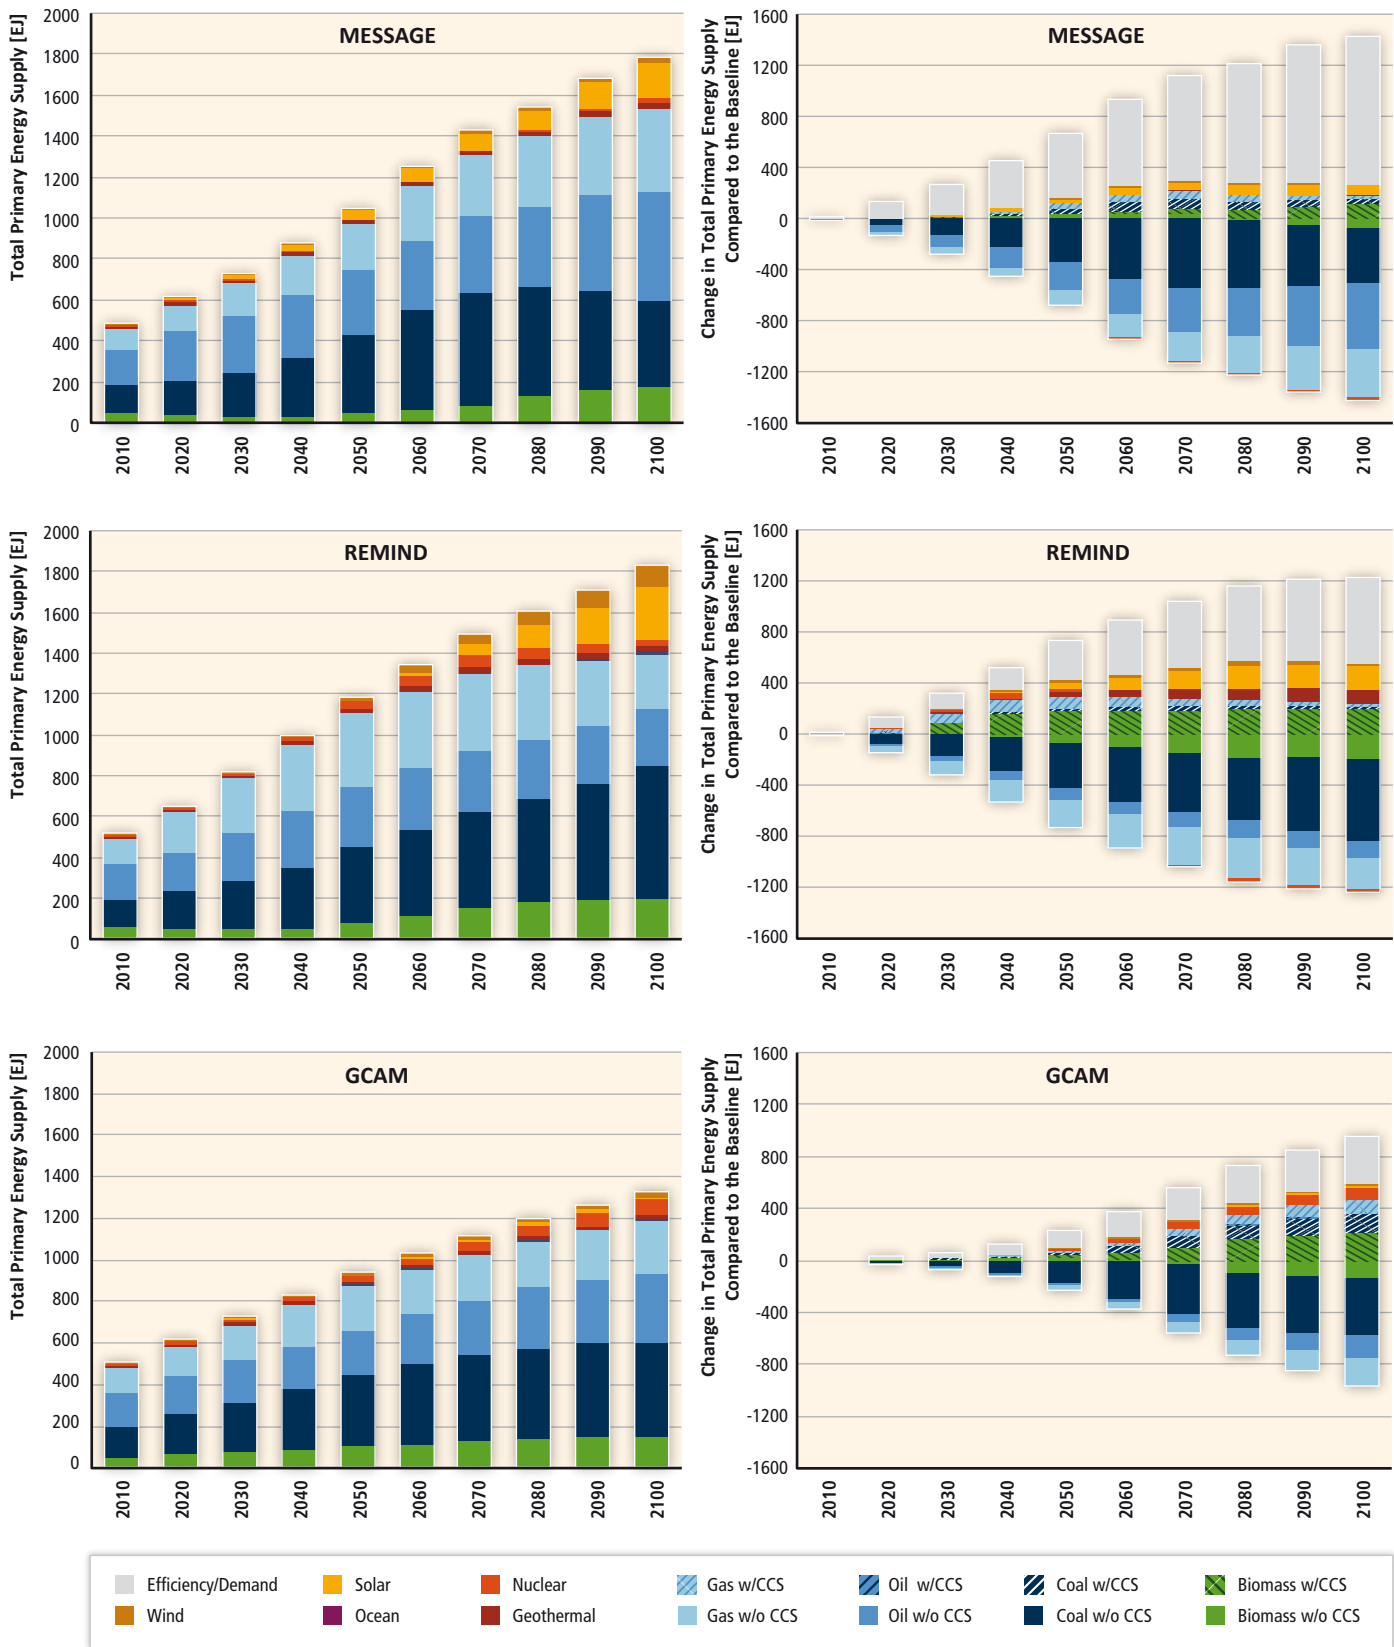 MESSAGE
Total Primary Energy Supply [EJ]
2000
1800
1600
1400
1200
1000
800
600
400
200
0
2010 2020 2030 2040 2050 2060 2070 2080 2090 2100
MESSAGE
Change in Total Primary Energy Supply
Compared to the Baseline [EJ]
1600
1200
800
400
0
-400
-800
-1200
-1600
2010 2020 2030 2040 2050 2060 2070 2080 2090 2100
REMIND
Total Primary Energy Supply [EJ]
2000
1800
1600
1400
1200
1000
800
600
400
200
0
2010 2020 2030 2040 2050 2060 2070 2080 2090 2100
REMIND
Change in Total Primary Energy Supply
Compared to the Baseline [EJ]
1600
1200
800
400
0
-400
-800
-1200
-1600
2010 2020 2030 2040 2050 2060 2070 2080 2090 2100
GCAM
Total Primary Energy Supply [EJ]
2000
1800
1600
1400
1200
1000
800
600
400
200
0
2010 2020 2030 2040 2050 2060 2070 2080 2090 2100
GCAM
Change in Total Primary Energy Supply
Compared to the Baseline [EJ]
1600
1200
800
400
0
-400
-800
-1200
-1600
2010 2020 2030 2040 2050 2060 2070 2080 2090 2100
Efficiency/Demand Solar Nuclear Gas w/CCS Oil w/CCS Coal w/CCS Biomass w/CCS
Wind Ocean Geothermal Gas w/o CCS Oil w/o CCS Coal w/o CCS Biomass w/o CCS